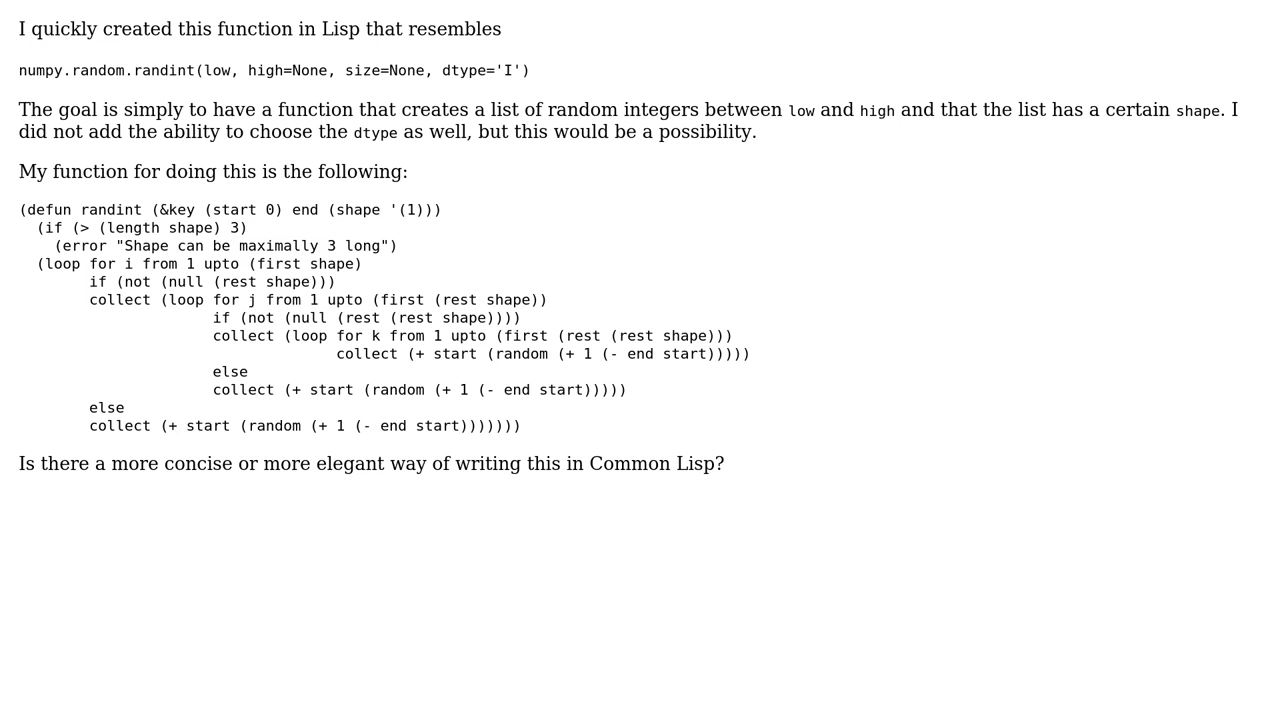 I quickly created this function in Lisp that resembles
numpy.random.randint(low, high=None, size=None, dtype='I')
The goal is simply to have a function that creates a list of random integers between low and high and that the list has a certain shape. I
did not add the ability to choose the dtype as well, but this would be a possibility.
My function for doing this is the following:
(defun randint (&key (start 0) end (shape '(1)))
  (if (> (length shape) 3)
    (error "Shape can be maximally 3 long")
  (loop for i from 1 upto (first shape)
        if (not (null (rest shape)))
        collect (loop for j from 1 upto (first (rest shape))
                      if (not (null (rest (rest shape))))
                      collect (loop for k from 1 upto (first (rest (rest shape)))
                                    collect (+ start (random (+ 1 (- end start)))))
                      else
                      collect (+ start (random (+ 1 (- end start)))))
        else
        collect (+ start (random (+ 1 (- end start)))))))
Is there a more concise or more elegant way of writing this in Common Lisp?